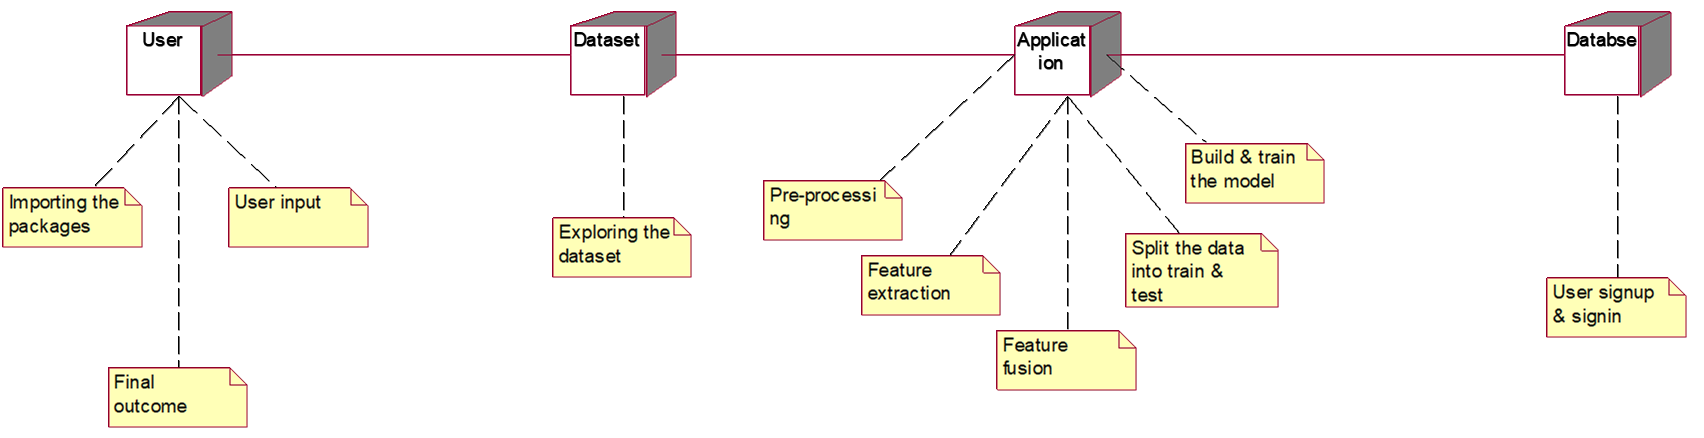 User
Dataset
Applicat
ion
Databse
Importing the
packages
User input
Final
outcome
Exploring the
dataset
Pre-processi
ng
Feature
extraction
Feature
fusion
Split the data
into train &
test
Build & train
the model
User signup
& signin